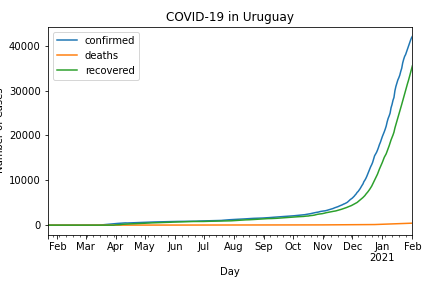 COVID-19 in Uruguay
confirmed
deaths
recovered
40000
30000
20000
10000
0
Feb Mar Apr May Jun Jul Aug Sep Oct Nov Dec Jan Feb
2021
Day